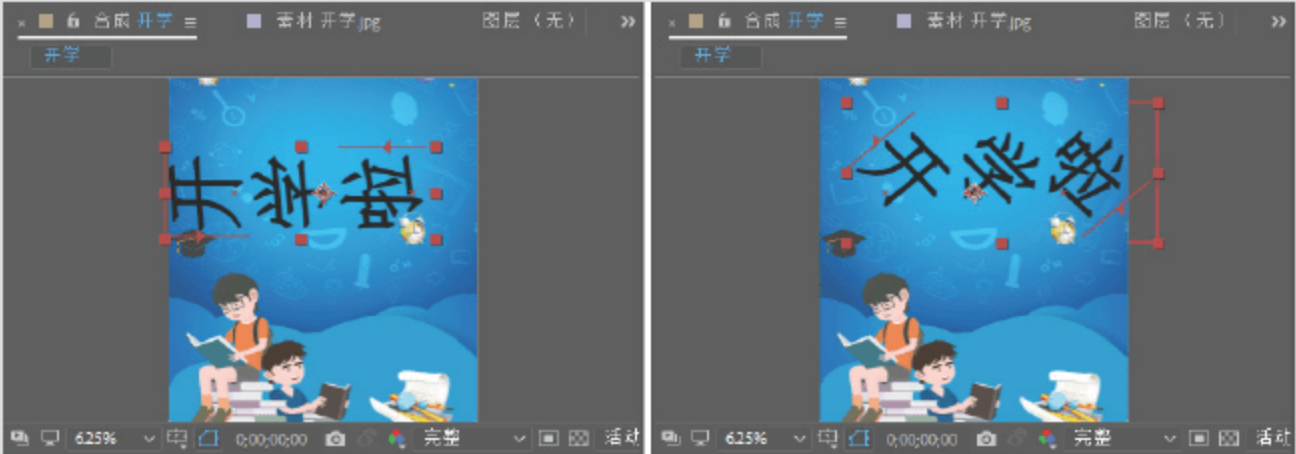 × 合成 开学 ≡ 素材 开学.jpg 图层 （无） »
开学
开学啦
6.25% 0;00;00;00 完整 活动
× 合成 开学 ≡ 素材 开学.jpg 图层 （无） »
开学
开学啦
6.25% 0;00;00;00 完整 活动